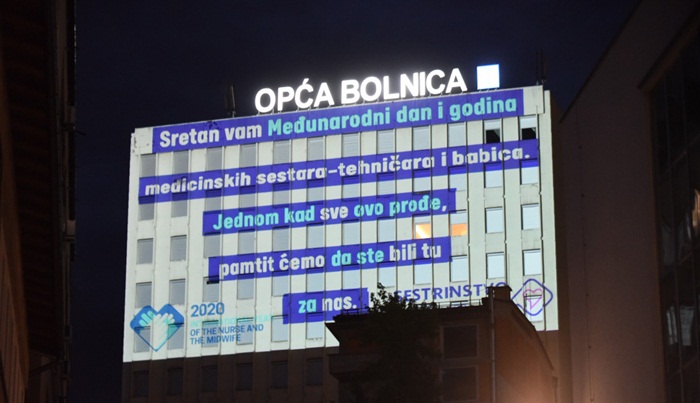 OPĆA BOLNICA
Sretan vam Međunarodni dan i godina
medicinskih sestara-tehničara i babica.
Jednom kad sve ovo prođe,
pamtit ćemo da ste bili tu
za nas.
SESTRINSTVO
2020
OF THE NURSE AND
THE MIDWIFE